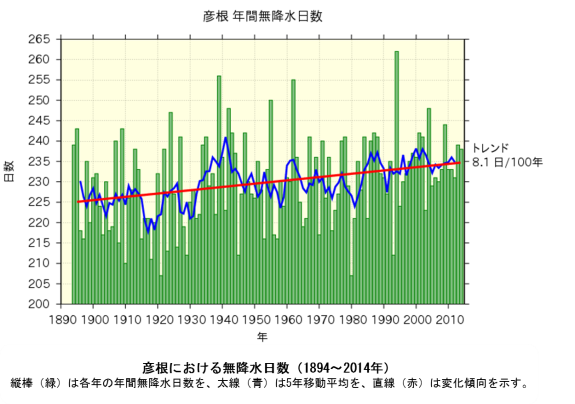 彦根 年間無降水日数
265
260
255
250
245
240
235
230
225
220
215
210
205
200
日数
トレンド
8.1 日/100年
1890 1900 1910 1920 1930 1940 1950 1960 1970 1980 1990 2000 2010
年
彦根における無降水日数（1894～2014年）
縦棒（緑）は各年の年間無降水日数を、太線（青）は5年移動平均を、直線（赤）は変化傾向を示す。